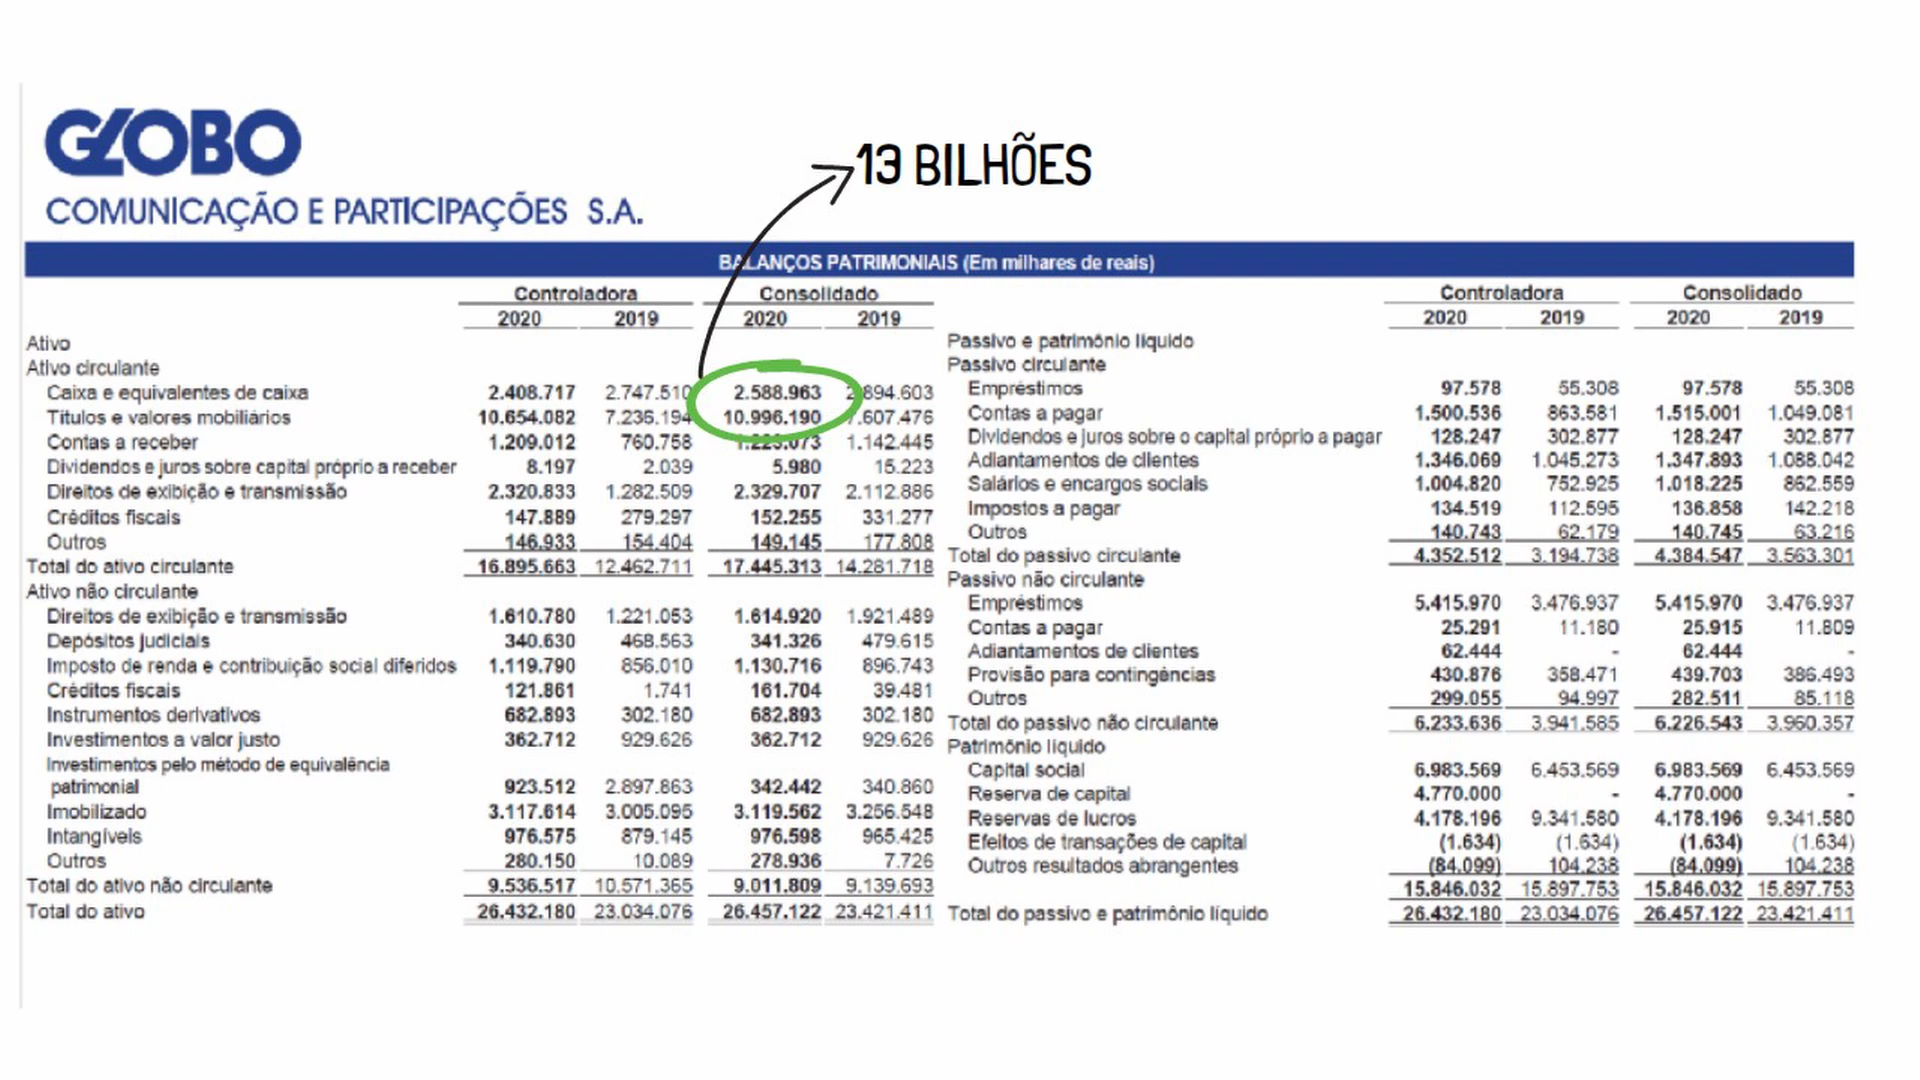 GLOBO
COMUNICAÇÃO E PARTICIPAÇÕES S.A.
13 BILHÕES
BALANÇOS PATRIMONIAIS (Em milhares de reais)
Controladora Consolidado
2020 2019 2020 2019
Ativo
Ativo circulante
Caixa e equivalentes de caixa 2.408.717 2.747.510 2.588.963 2.894.603
Títulos e valores mobiliários 10.654.082 7.236.194 10.996.190 7.607.476
Contas a receber 1.209.012 760.758 1.223.073 1.142.445
Dividendos e juros sobre capital próprio a receber 8.197 2.039 5.980 15.223
Direitos de exibição e transmissão 2.320.833 1.282.509 2.329.707 2.112.886
Créditos fiscais 147.889 279.297 152.255 331.277
Outros 146.933 154.404 149.145 177.808
Total do ativo circulante 16.895.663 12.462.711 17.445.313 14.281.718
Ativo não circulante
Direitos de exibição e transmissão 1.610.780 1.221.053 1.614.920 1.921.489
Depósitos judiciais 340.630 468.563 341.326 479.615
Imposto de renda e contribuição social diferidos 1.119.790 856.010 1.130.716 896.743
Créditos fiscais 121.861 1.741 161.704 39.481
Instrumentos derivativos 682.893 302.180 682.893 302.180
Investimentos a valor justo 362.712 929.626 362.712 929.626
Investimentos pelo método de equivalência
patrimonial 923.512 2.897.863 342.442 340.860
Imobilizado 3.117.614 3.005.095 3.119.562 3.256.548
Intangíveis 976.575 879.145 976.598 965.425
Outros 280.150 10.089 278.936 7.726
Total do ativo não circulante 9.536.517 10.571.365 9.011.809 9.139.693
Total do ativo 26.432.180 23.034.076 26.457.122 23.421.411
Controladora Consolidado
2020 2019 2020 2019
Passivo e patrimônio líquido
Passivo circulante
Empréstimos 97.578 55.308 97.578 55.308
Contas a pagar 1.500.536 863.581 1.515.001 1.049.081
Dividendos e juros sobre o capital próprio a pagar 128.247 302.877 128.247 302.877
Adiantamentos de clientes 1.346.069 1.045.273 1.347.893 1.088.042
Salários e encargos sociais 1.004.820 752.925 1.018.225 862.559
Impostos a pagar 134.519 112.595 136.858 142.218
Outros 140.743 62.179 140.745 63.216
Total do passivo circulante 4.352.512 3.194.738 4.384.547 3.563.301
Passivo não circulante
Empréstimos 5.415.970 3.476.937 5.415.970 3.476.937
Contas a pagar 25.291 11.180 25.915 11.809
Adiantamentos de clientes 62.444 - 62.444 -
Provisão para contingências 430.876 358.471 439.703 386.493
Outros 299.055 94.997 282.511 85.118
Total do passivo não circulante 6.233.636 3.941.585 6.226.543 3.960.357
Patrimônio líquido
Capital social 6.983.569 6.453.569 6.983.569 6.453.569
Reserva de capital 4.770.000 - 4.770.000 -
Reservas de lucros 4.178.196 9.341.580 4.178.196 9.341.580
Efeitos de transações de capital (1.634) (1.634) (1.634) (1.634)
Outros resultados abrangentes (84.099) 104.238 (84.099) 104.238
15.846.032 15.897.753 15.846.032 15.897.753
Total do passivo e patrimônio líquido 26.432.180 23.034.076 26.457.122 23.421.411